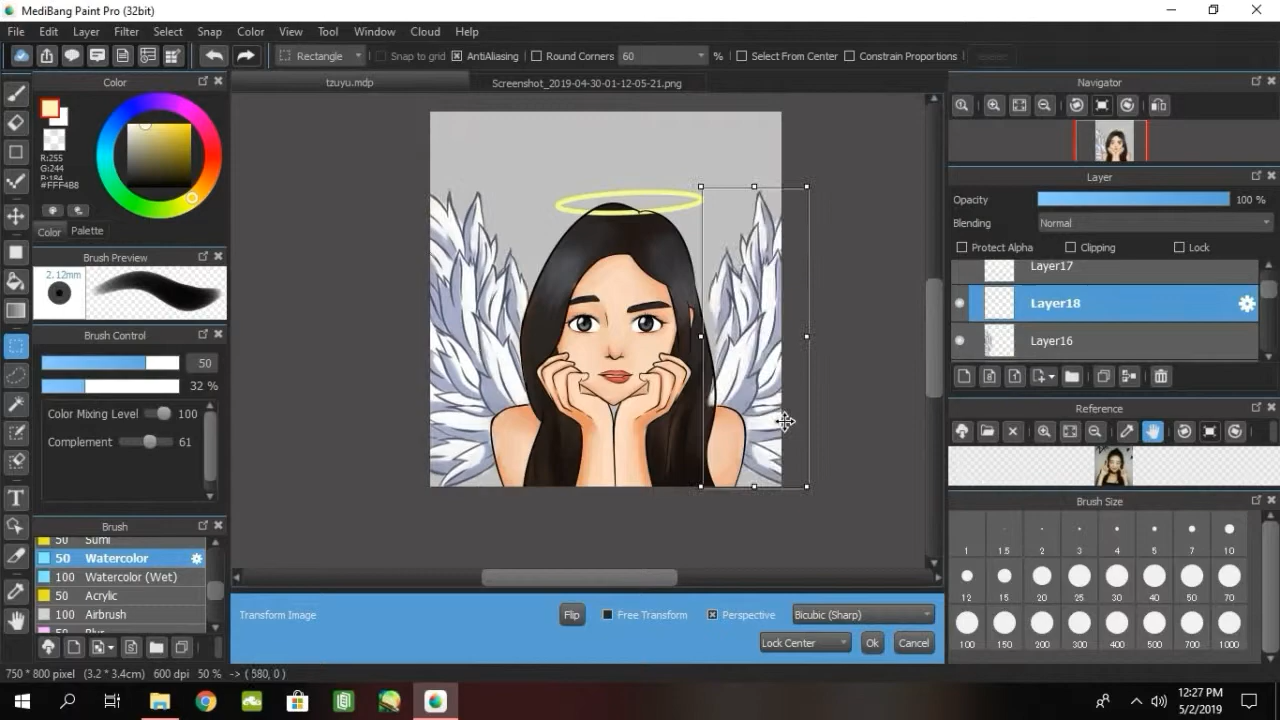 MediBang Paint Pro (32bit)
File Edit Layer Filter Select Snap Color View Tool Window Cloud Help
Rectangle Snap to grid AntiAliasing Round Corners 60 % Select From Center Constrain Proportions
Color tzuyu.mdp Screenshot_2019-04-30-01-12-05-21.png Navigator
R:255
G:244
B:184
#FFF4B8
Color Palette
Brush Preview
2.12mm
Brush Control
50
32 %
Color Mixing Level 100
Complement 61
Brush
50 Sumi
50 Watercolor
100 Watercolor (Wet)
50 Acrylic
100 Airbrush
50 Blur
Layer
Opacity 100 %
Blending Normal
Protect Alpha Clipping Lock
Layer17
Layer18
Layer16
Reference
Brush Size
1 1.5 2 3 4 5 7 10
12 15 20 25 30 40 50 70
100 150 200 300 400 500 700 1000
Transform Image Flip Free Transform Perspective Bicubic (Sharp)
Lock Center Ok Cancel
750 * 800 pixel (3.2 * 3.4cm) 600 dpi 50 % -> ( 580, 0 )
12:27 PM
5/2/2019